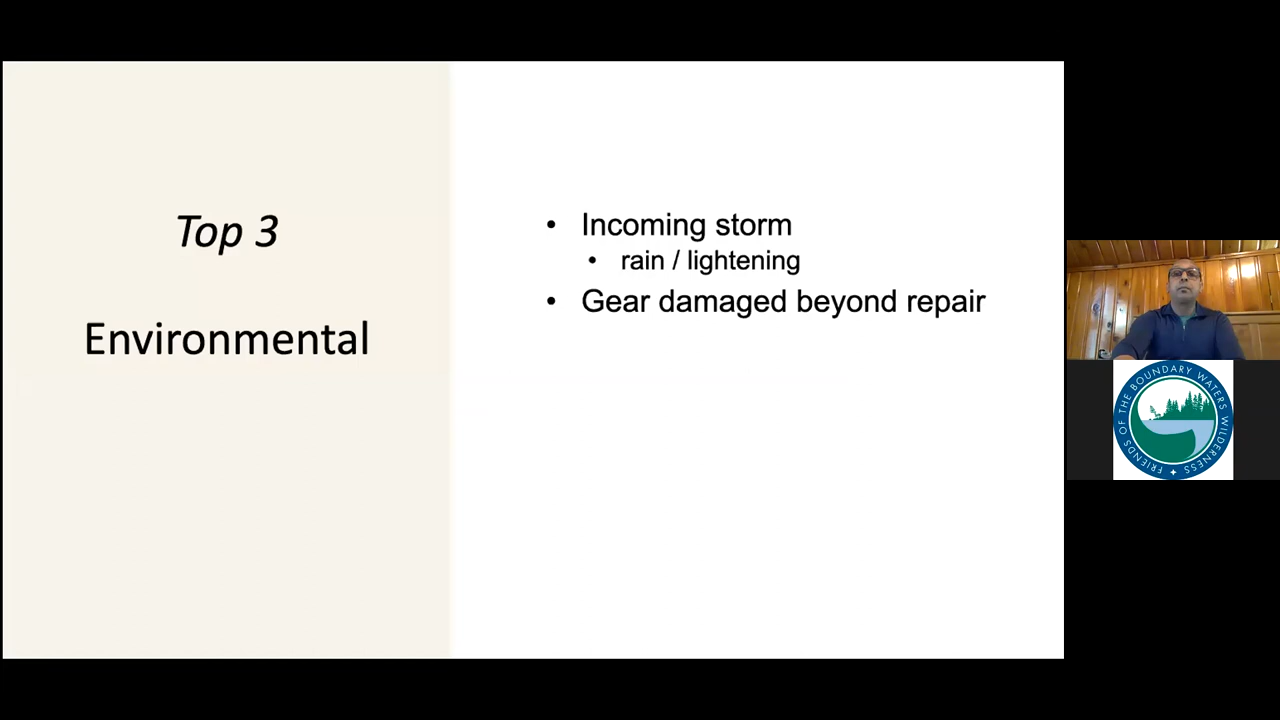 Top 3
Environmental
• Incoming storm
• rain / lightening
• Gear damaged beyond repair
FRIENDS OF THE BOUNDARY WATERS WILDERNESS